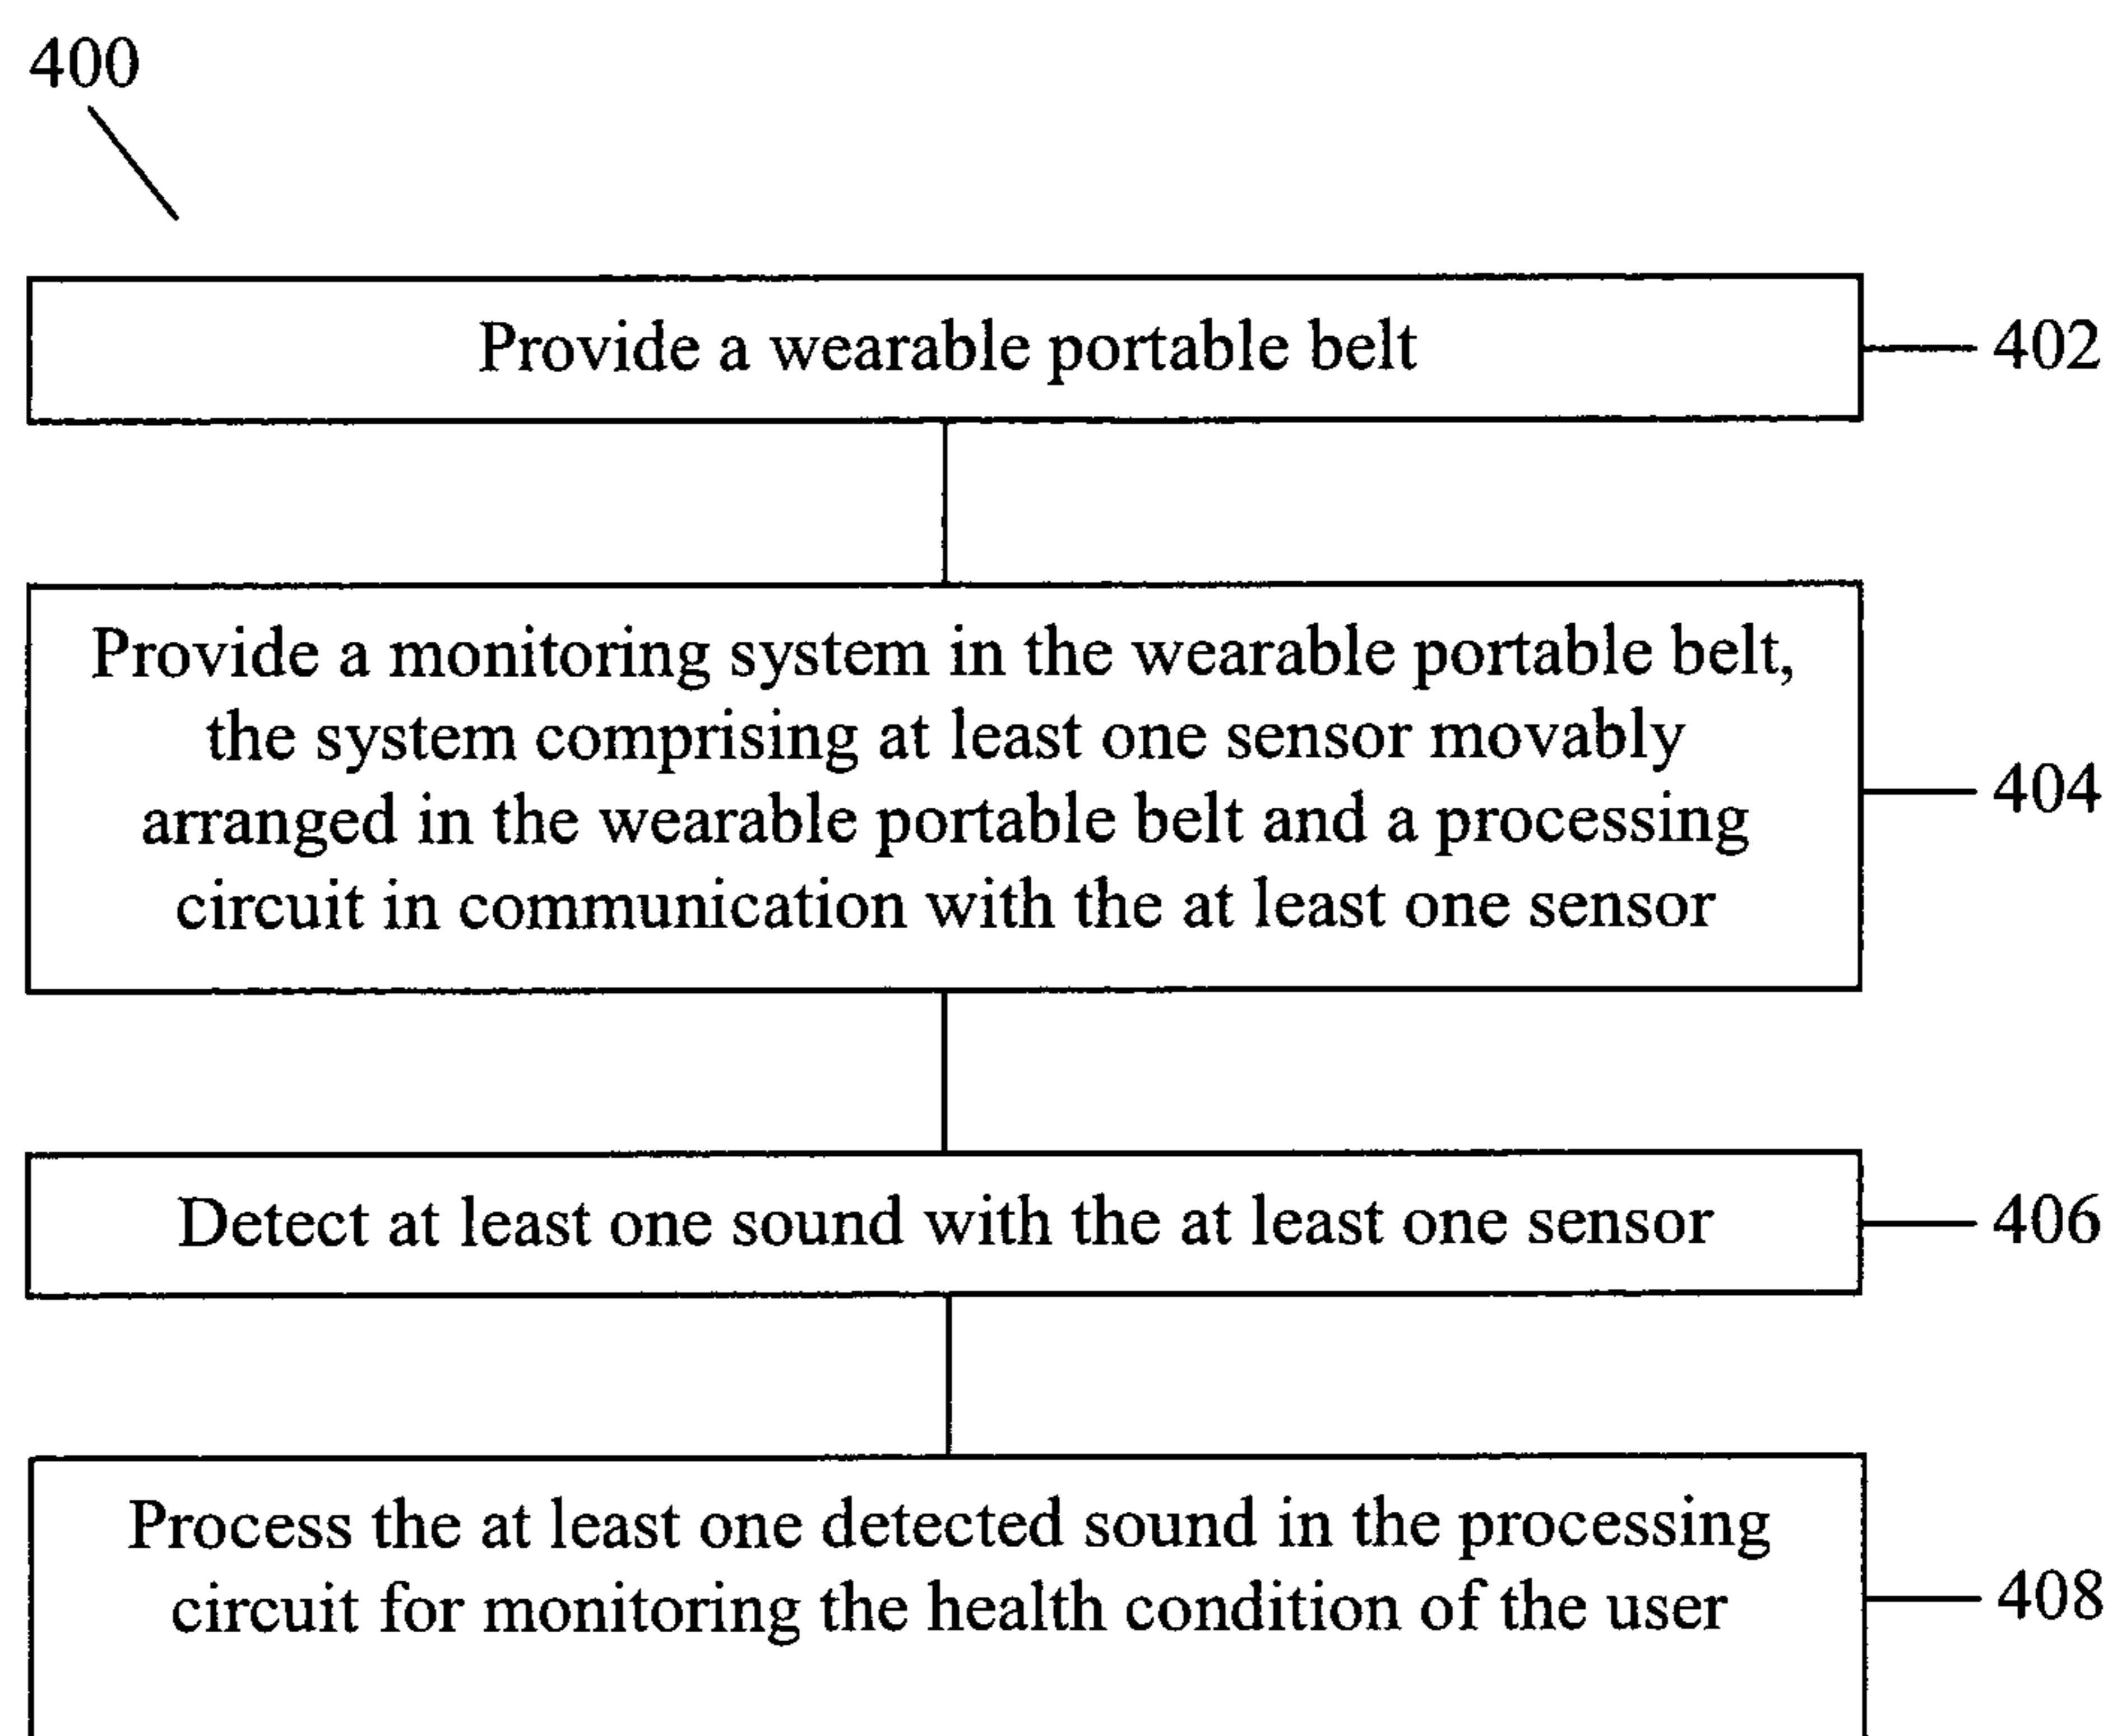 400
Provide a wearable portable belt
402
Provide a monitoring system in the wearable portable belt,
the system comprising at least one sensor movably
arranged in the wearable portable belt and a processing
circuit in communication with the at least one sensor
404
Detect at least one sound with the at least one sensor
406
Process the at least one detected sound in the processing
circuit for monitoring the health condition of the user
408